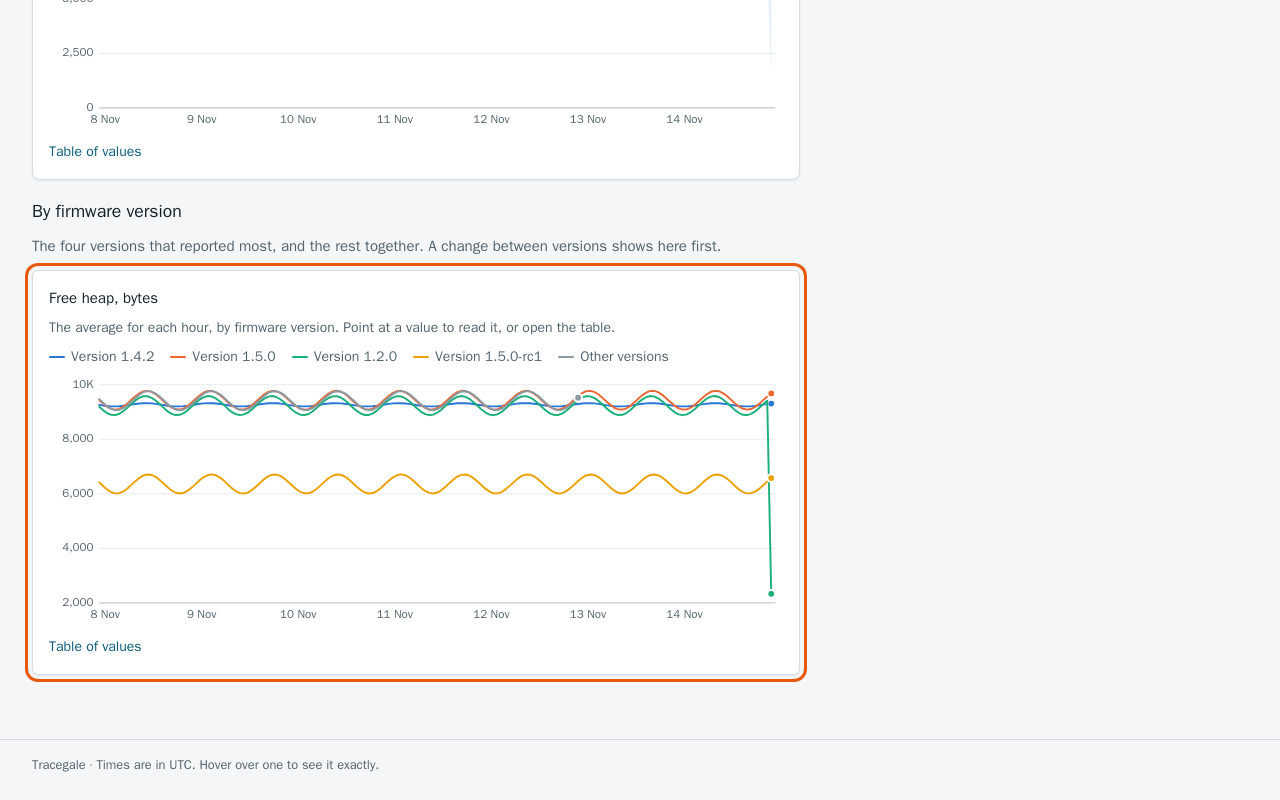 2,500
0
8 Nov 9 Nov 10 Nov 11 Nov 12 Nov 13 Nov 14 Nov
Table of values
By firmware version
The four versions that reported most, and the rest together. A change between versions shows here first.
Free heap, bytes
The average for each hour, by firmware version. Point at a value to read it, or open the table.
Version 1.4.2 Version 1.5.0 Version 1.2.0 Version 1.5.0-rc1 Other versions
10K
8,000
6,000
4,000
2,000
8 Nov 9 Nov 10 Nov 11 Nov 12 Nov 13 Nov 14 Nov
Table of values
Tracegale · Times are in UTC. Hover over one to see it exactly.